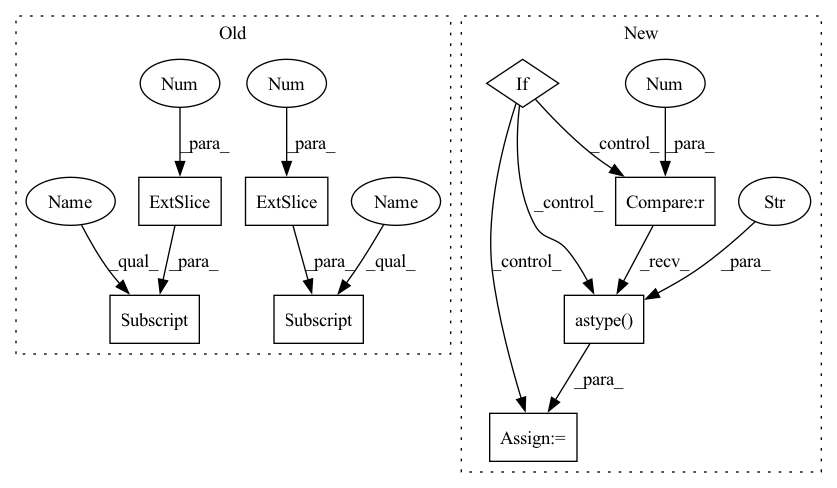 Old
New
Num
Num
If
Num
_para_
_para_
_control_
_para_
Name
ExtSlice
ExtSlice
Name
Compare:r
Str
_control_
_qual_
_para_
_para_
_qual_
_control_
_recv_
_para_
Subscript
Subscript
astype()
_para_
Assign:=